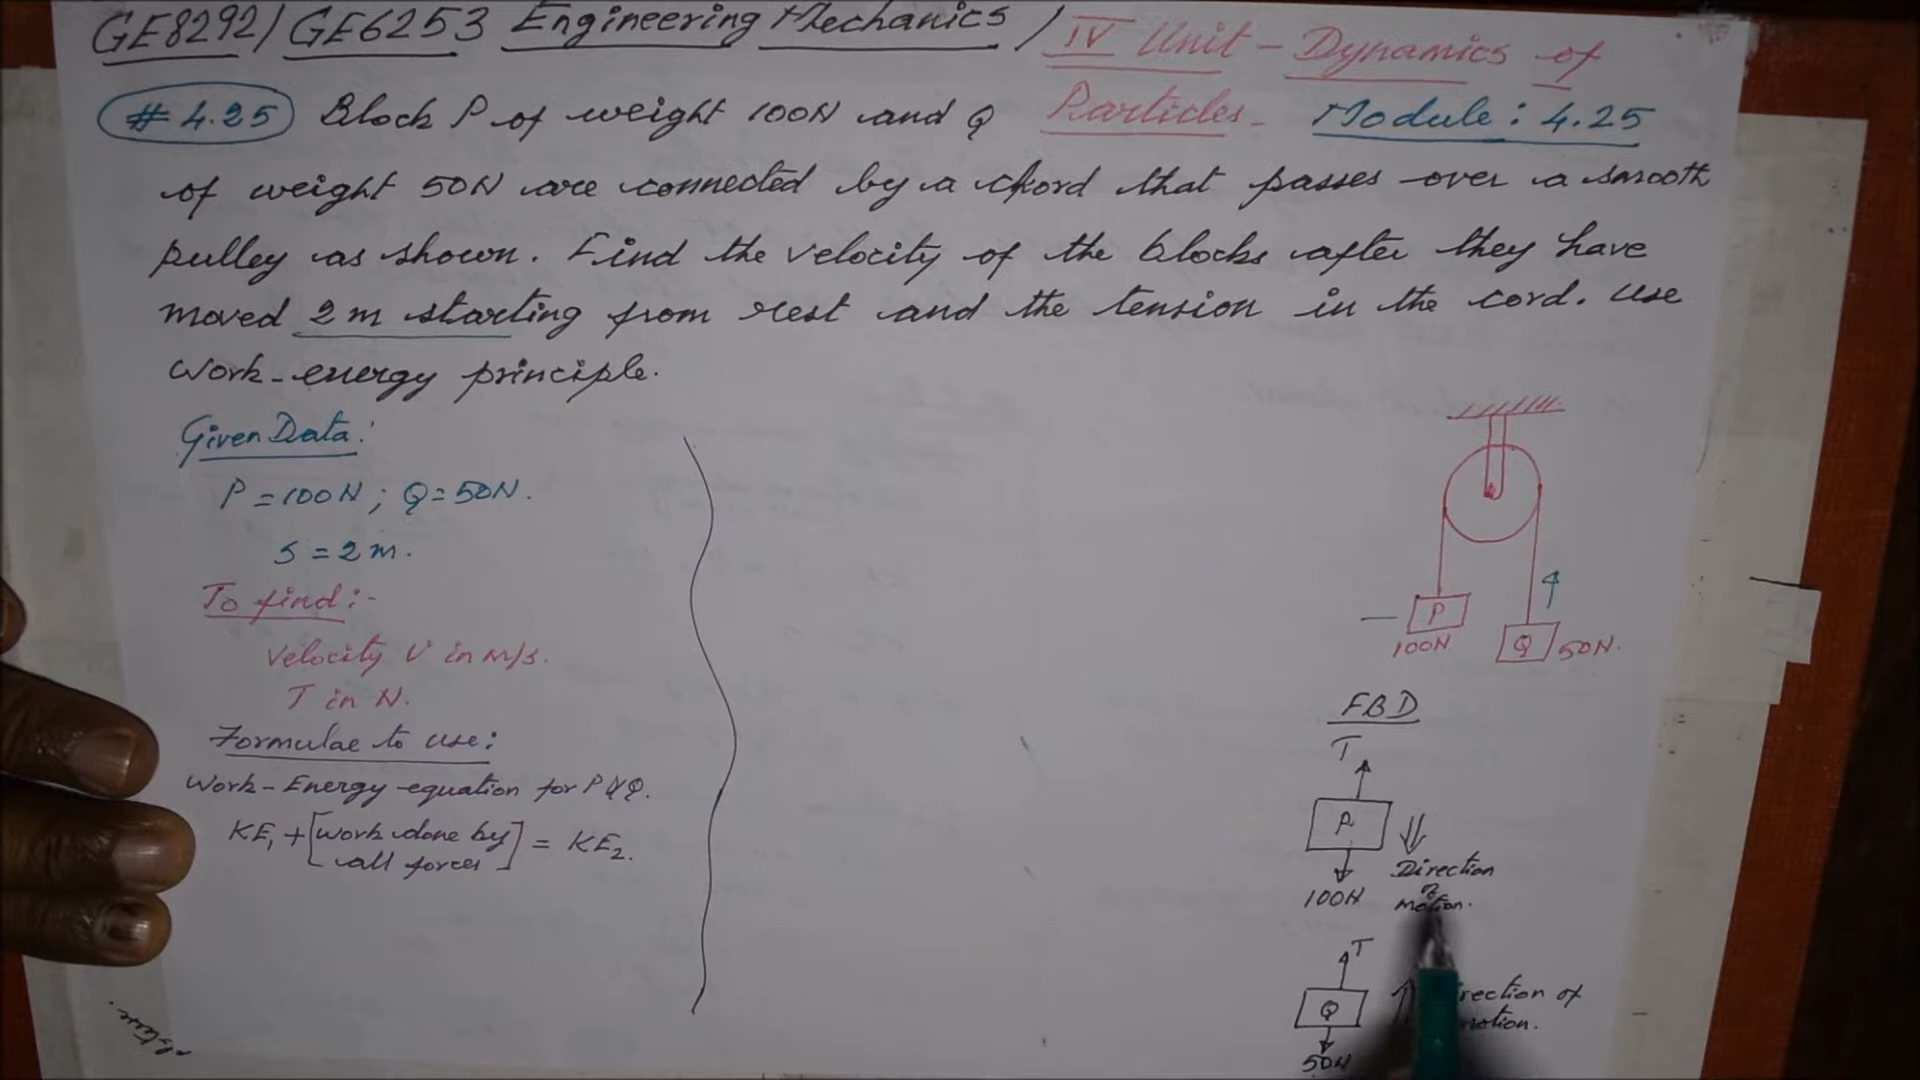 GE8292/ GE6253 Engineering Mechanics / IV Unit - Dynamics of
Particles. Module: 4.25
# 4.25 Block P of weight 100N and Q
of weight 50N are connected by a chord that passes over a smooth
pulley as shown. Find the velocity of the blocks after they have
moved 2m starting from rest and the tension in the cord. Use
Work-energy principle.
Given Data:
P = 100N ; Q = 50N.
S = 2m.
To find:-
Velocity V in m/s.
T in N.
Formulae to use:
Work-Energy equation for P & Q.
KE1 + [work done by
all forces] = KE2.
P
100N
Q
50N.
FBD
T
P
100N
Direction
of
motion.
T
Q
50N
rection of
motion.